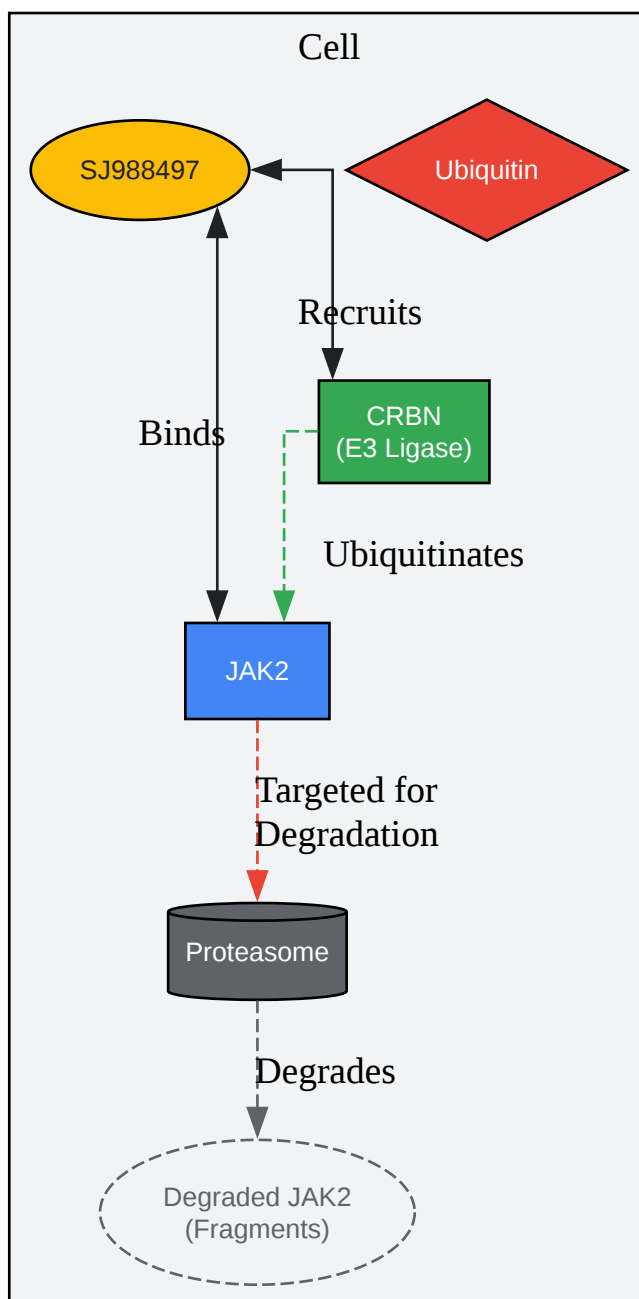 Cell
SJ988497
Ubiquitin
Recruits
CRBN
(E3 Ligase)
Binds
Ubiquitinates
JAK2
Targeted for
Degradation
Proteasome
Degrades
Degraded JAK2
(Fragments)